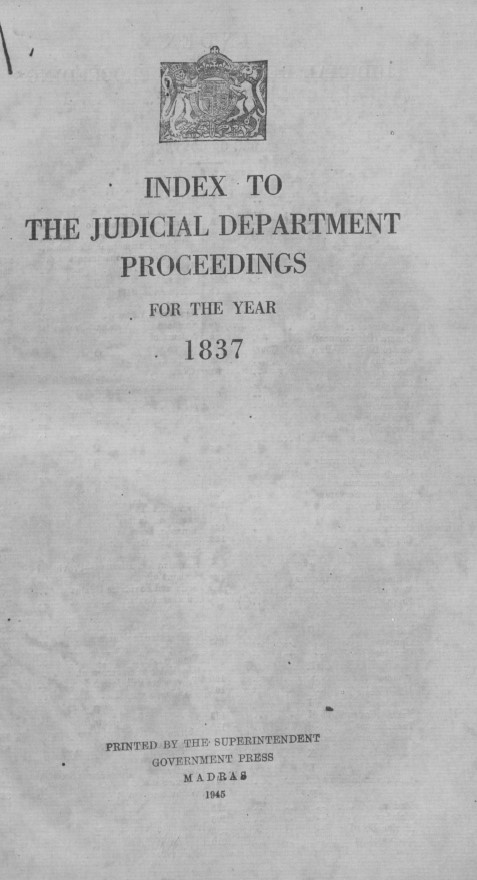 INDEX TO
THE JUDICIAL DEPARTMENT
PROCEEDINGS
FOR THE YEAR
1837
PRINTED BY THE SUPERINTENDENT
GOVERNMENT PRESS
MADRAS
1945